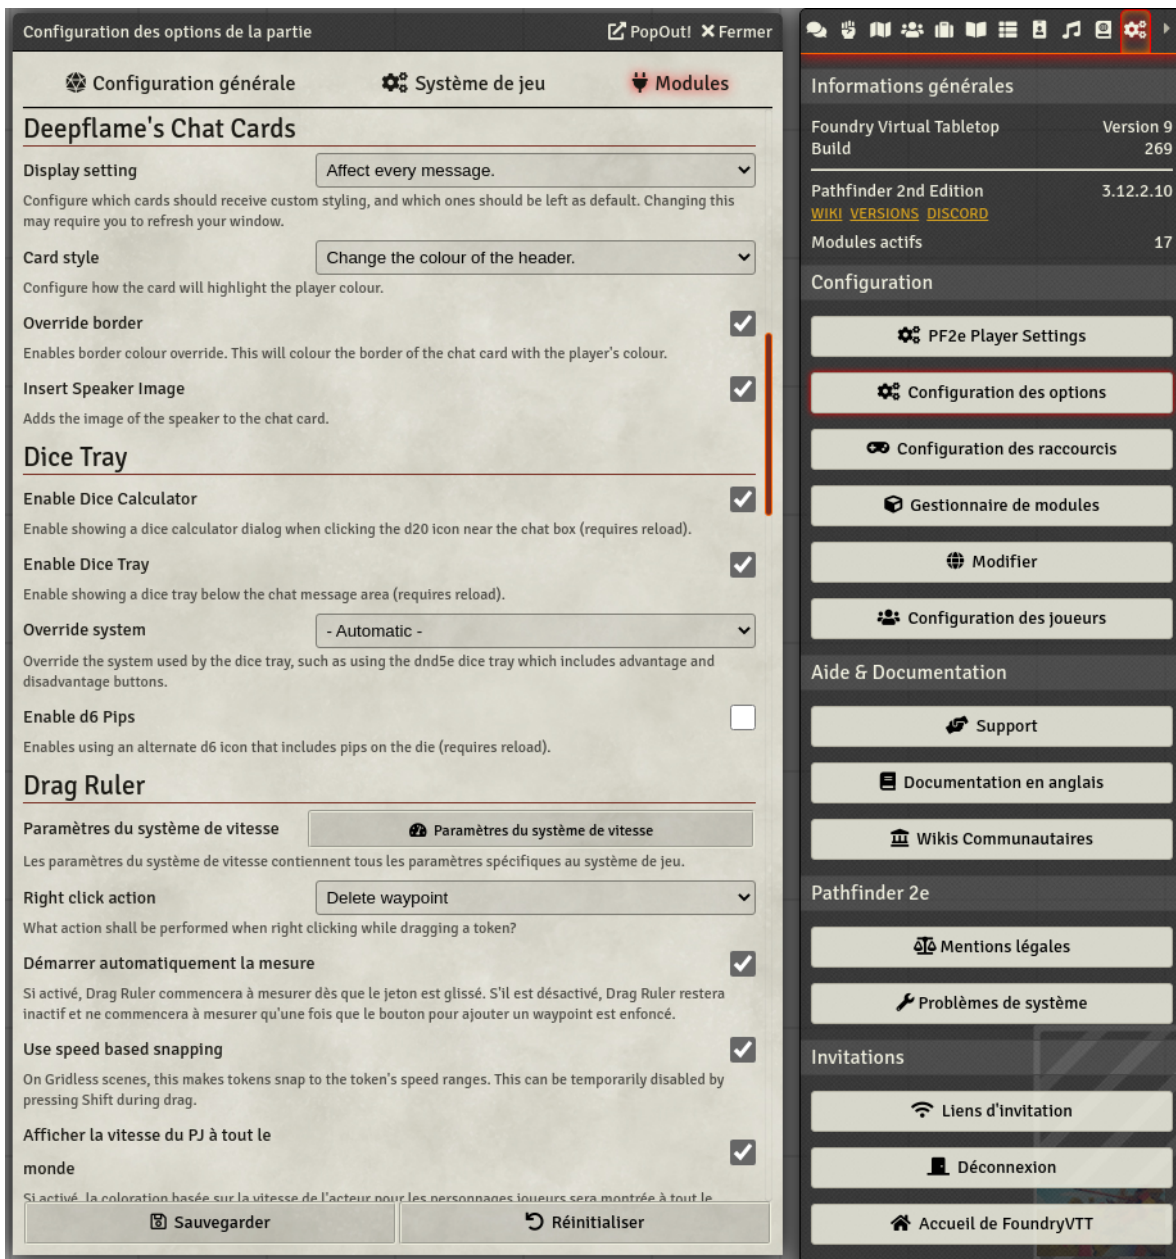 Configuration des options de la partie
PopOut! Fermer
Configuration générale Système de jeu Modules
Deepflame's Chat Cards
Display setting Affect every message.
Configure which cards should receive custom styling, and which ones should be left as default. Changing this
may require you to refresh your window.
Card style Change the colour of the header.
Configure how the card will highlight the player colour.
Override border
Enables border colour override. This will colour the border of the chat card with the player's colour.
Insert Speaker Image
Adds the image of the speaker to the chat card.
Dice Tray
Enable Dice Calculator
Enable showing a dice calculator dialog when clicking the d20 icon near the chat box (requires reload).
Enable Dice Tray
Enable showing a dice tray below the chat message area (requires reload).
Override system - Automatic -
Override the system used by the dice tray, such as using the dnd5e dice tray which includes advantage and
disadvantage buttons.
Enable d6 Pips
Enables using an alternate d6 icon that includes pips on the die (requires reload).
Drag Ruler
Paramètres du système de vitesse Paramètres du système de vitesse
Les paramètres du système de vitesse contiennent tous les paramètres spécifiques au système de jeu.
Right click action Delete waypoint
What action shall be performed when right clicking while dragging a token?
Démarrer automatiquement la mesure
Si activé, Drag Ruler commencera à mesurer dès que le jeton est glissé. S'il est désactivé, Drag Ruler restera
inactif et ne commencera à mesurer qu'une fois que le bouton pour ajouter un waypoint est enfoncé.
Use speed based snapping
On Gridless scenes, this makes tokens snap to the token's speed ranges. This can be temporarily disabled by
pressing Shift during drag.
Afficher la vitesse du PJ à tout le
monde
Si activé, la coloration basée sur la vitesse de l'acteur pour les personnages joueurs sera montrée à tout le
Sauvegarder Réinitialiser
Informations générales
Foundry Virtual Tabletop Version 9
Build 269
Pathfinder 2nd Edition 3.12.2.10
WIKI VERSIONS DISCORD
Modules actifs 17
Configuration
PF2e Player Settings
Configuration des options
Configuration des raccourcis
Gestionnaire de modules
Modifier
Configuration des joueurs
Aide & Documentation
Support
Documentation en anglais
Wikis Communautaires
Pathfinder 2e
Mentions légales
Problèmes de système
Invitations
Liens d'invitation
Déconnexion
Accueil de FoundryVTT